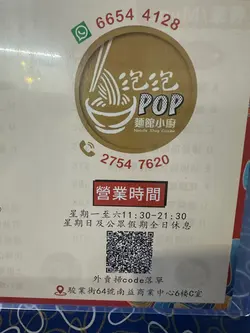 6654 4128
泡泡
POP
麵館小廚
2754 7620
營業時間
星期一至六11:30-21:30
星期日及公眾假期全日休息
外賣掃code落單
駿業街64號南益商業中心6樓C室